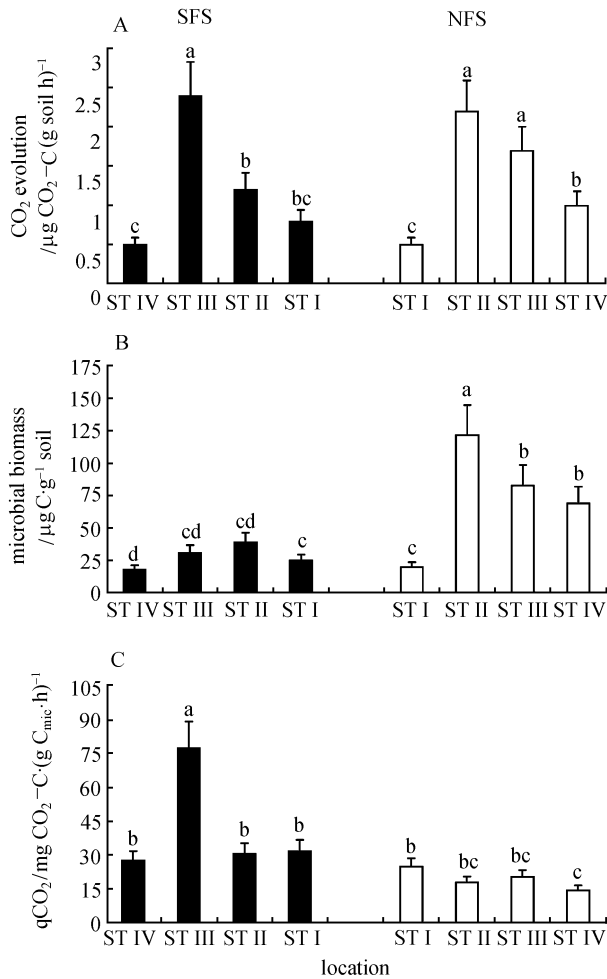 SFS NFS
A
CO₂ evolution
/μg CO₂−C (g soil h)⁻¹
3
2.5
2
1.5
1
0.5
0
c a b bc c a a b
ST IV ST III ST II ST I ST I ST II ST III ST IV
B
microbial biomass
/μg C·g⁻¹ soil
175
150
125
100
75
50
25
0
d cd cd c c a b b
ST IV ST III ST II ST I ST I ST II ST III ST IV
C
qCO₂/mg CO₂−C·(g Cmic·h)⁻¹
105
90
75
60
45
30
15
0
b a b b b bc bc c
ST IV ST III ST II ST I ST I ST II ST III ST IV
location